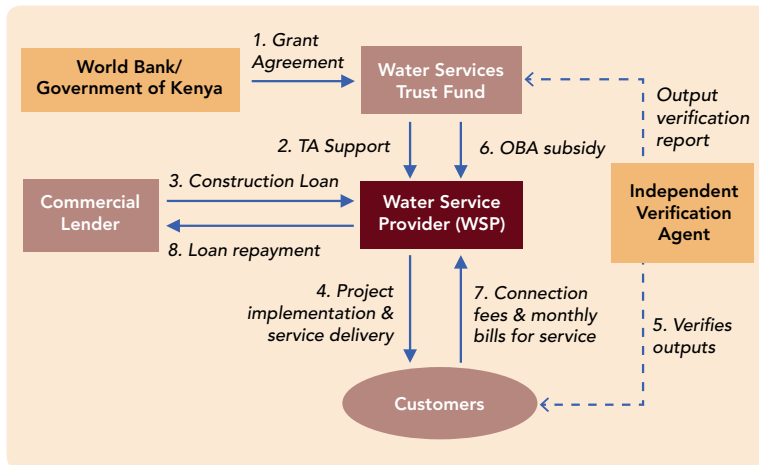 1. Grant
Agreement
World Bank/
Government of Kenya
Water Services
Trust Fund
Output
verification
report
2. TA Support
6. OBA subsidy
Commercial
Lender
3. Construction Loan
Water Service
Provider (WSP)
Independent
Verification
Agent
8. Loan repayment
4. Project
implementation &
service delivery
7. Connection
fees & monthly
bills for service
5. Verifies
outputs
Customers